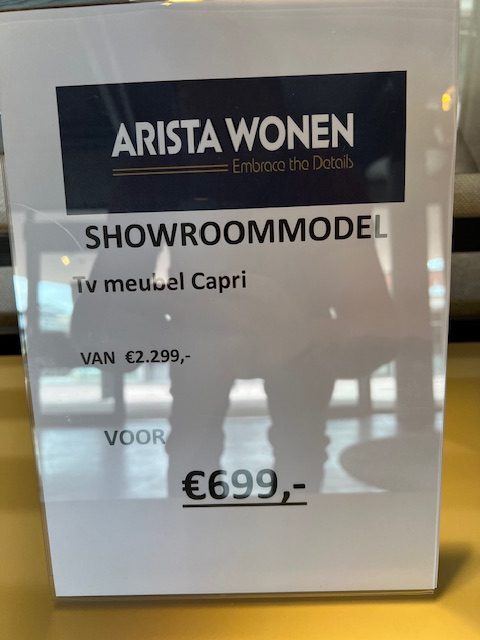 ARISTA WONEN
Embrace the Details
SHOWROOMMODEL
Tv meubel Capri
VAN €2.299,-
VOOR
€699,-